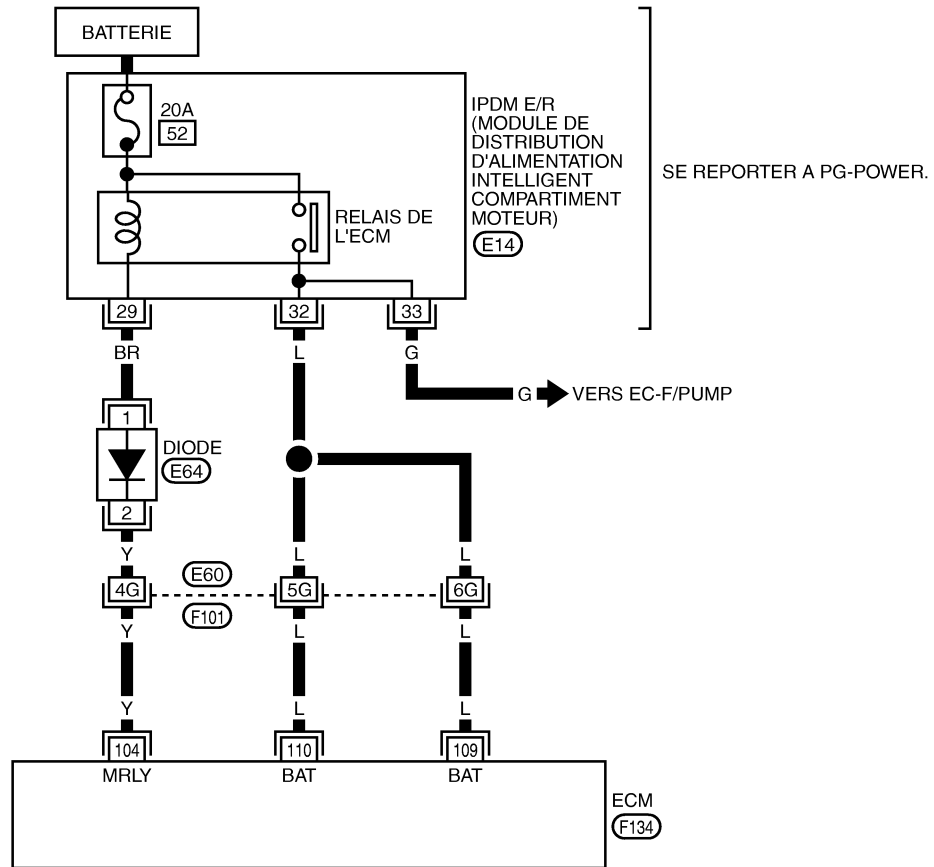 BATTERIE
20A
52
IPDM E/R
(MODULE DE
DISTRIBUTION
D'ALIMENTATION
INTELLIGENT
COMPARTIMENT
MOTEUR)
E14
SE REPORTER A PG-POWER.
RELAIS DE
L'ECM
29 32 33
BR L G
G VERS EC-F/PUMP
1
DIODE
E64
2
Y L L
4G E60 5G 6G
F101
Y L L
Y L L
104 110 109
MRLY BAT BAT
ECM
F134